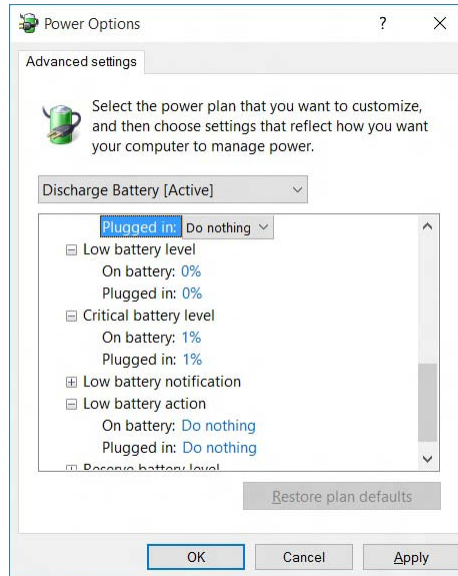 Power Options
Advanced settings
Select the power plan that you want to customize,
and then choose settings that reflect how you want
your computer to manage power.
Discharge Battery [Active]
Plugged in: Do nothing
Low battery level
On battery: 0%
Plugged in: 0%
Critical battery level
On battery: 1%
Plugged in: 1%
Low battery notification
Low battery action
On battery: Do nothing
Plugged in: Do nothing
Reserve battery level
Restore plan defaults
OK Cancel Apply